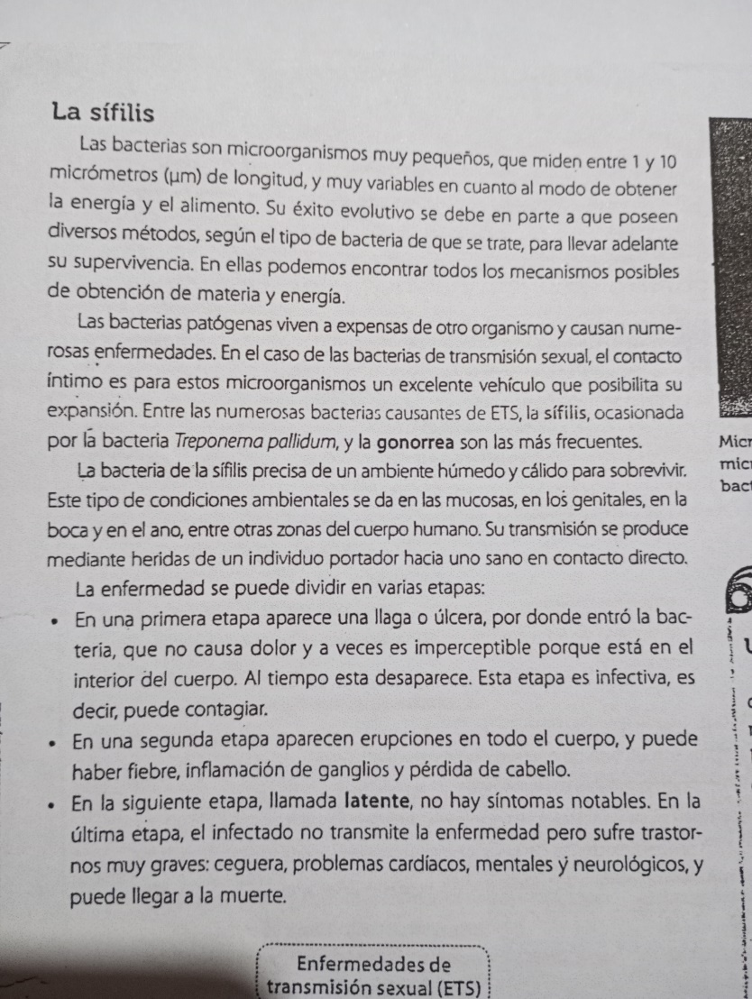 La sífilis
Las bacterias son microorganismos muy pequeños, que miden entre 1 y 10
micrómetros (µm) de longitud, y muy variables en cuanto al modo de obtener
la energía y el alimento. Su éxito evolutivo se debe en parte a que poseen
diversos métodos, según el tipo de bacteria de que se trate, para llevar adelante
su supervivencia. En ellas podemos encontrar todos los mecanismos posibles
de obtención de materia y energía.
Las bacterias patógenas viven a expensas de otro organismo y causan nume-
rosas enfermedades. En el caso de las bacterias de transmisión sexual, el contacto
íntimo es para estos microorganismos un excelente vehículo que posibilita su
expansión. Entre las numerosas bacterias causantes de ETS, la sífilis, ocasionada
por la bacteria Treponema pallidum, y la gonorrea son las más frecuentes.
La bacteria de la sífilis precisa de un ambiente húmedo y cálido para sobrevivir.
Este tipo de condiciones ambientales se da en las mucosas, en los genitales, en la
boca y en el ano, entre otras zonas del cuerpo humano. Su transmisión se produce
mediante heridas de un individuo portador hacia uno sano en contacto directo.
La enfermedad se puede dividir en varias etapas:
• En una primera etapa aparece una llaga o úlcera, por donde entró la bac-
teria, que no causa dolor y a veces es imperceptible porque está en el
interior del cuerpo. Al tiempo esta desaparece. Esta etapa es infectiva, es
decir, puede contagiar.
• En una segunda etapa aparecen erupciones en todo el cuerpo, y puede
haber fiebre, inflamación de ganglios y pérdida de cabello.
• En la siguiente etapa, llamada latente, no hay síntomas notables. En la
última etapa, el infectado no transmite la enfermedad pero sufre trastor-
nos muy graves: ceguera, problemas cardíacos, mentales y neurológicos, y
puede llegar a la muerte.
Enfermedades de
transmisión sexual (ETS)
Micr
micr
bact
6